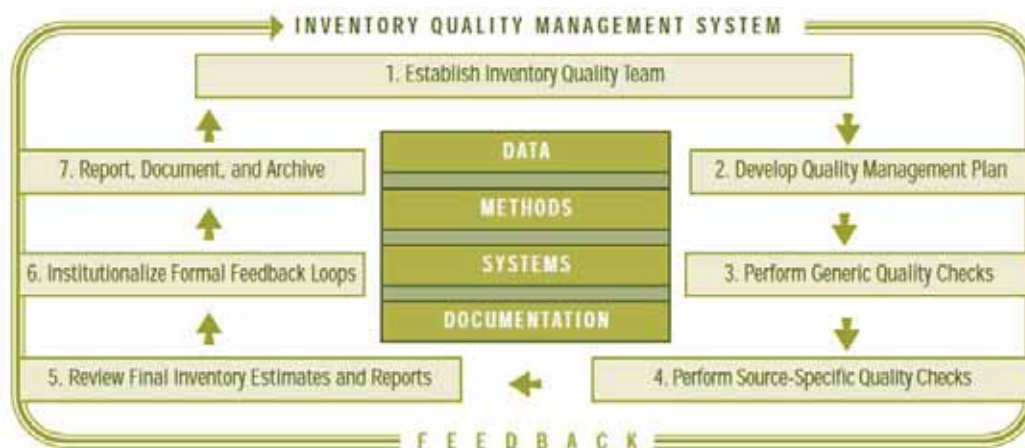 INVENTORY QUALITY MANAGEMENT SYSTEM
1. Establish Inventory Quality Team
2. Develop Quality Management Plan
3. Perform Generic Quality Checks
4. Perform Source-Specific Quality Checks
5. Review Final Inventory Estimates and Reports
6. Institutionalize Formal Feedback Loops
7. Report, Document, and Archive
DATA
METHODS
SYSTEMS
DOCUMENTATION
FEEDBACK